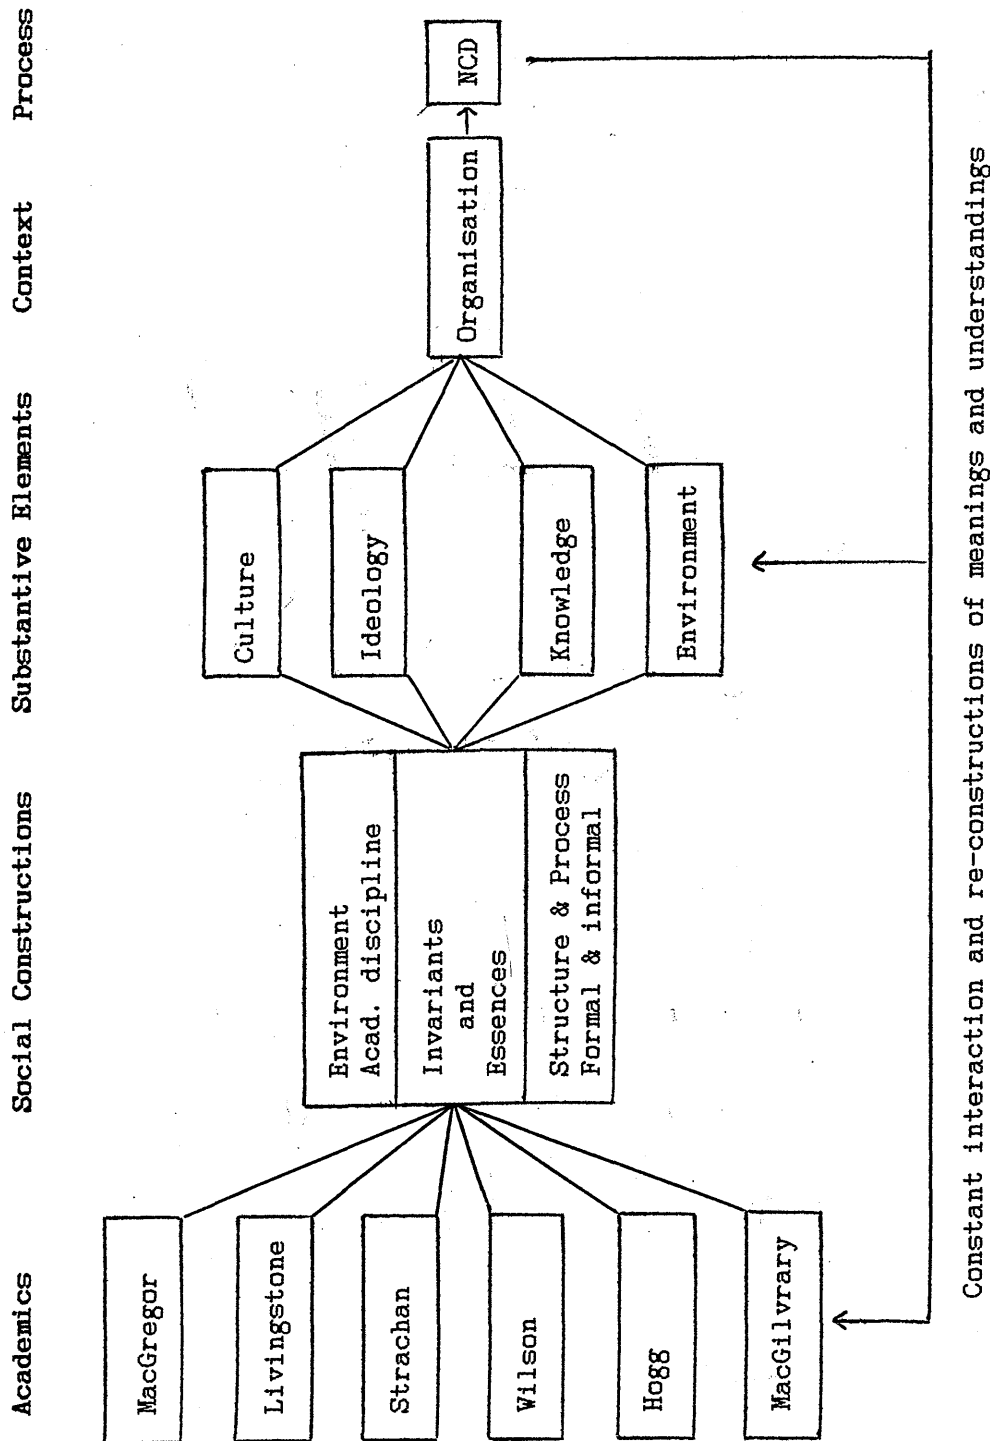 Academics
Social Constructions
Substantive Elements
Context
Process
MacGregor
Livingstone
Strachan
Wilson
Hogg
MacGilvrary
Environment
Acad. discipline
Invariants
and
Essences
Structure & Process
Formal & informal
Culture
Ideology
Knowledge
Environment
Organisation
NCD
Constant interaction and re-constructions of meanings and understandings